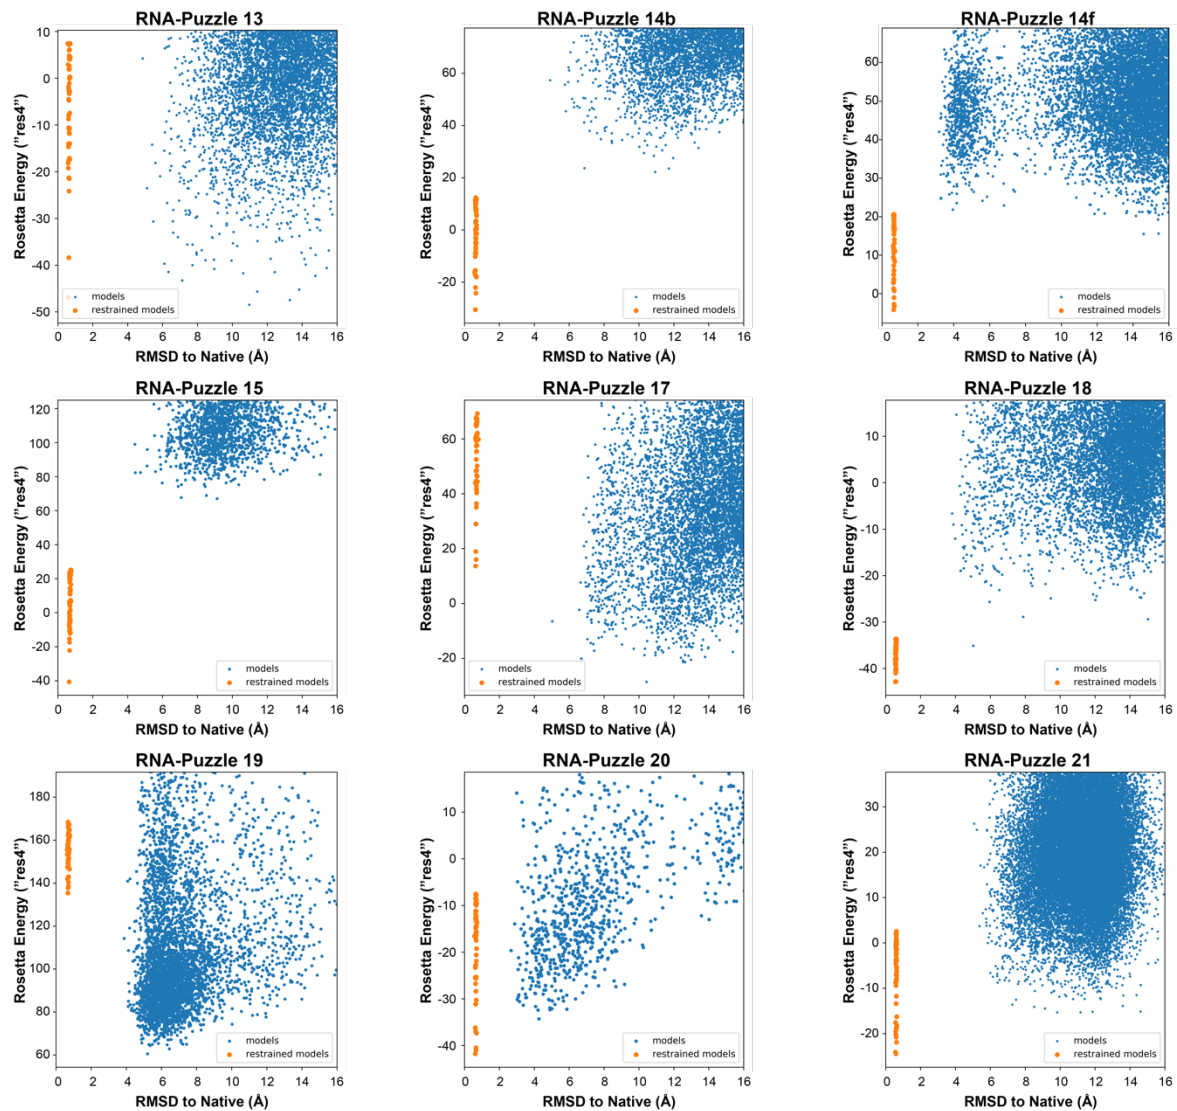 RNA-Puzzle 13
10
0
-10
-20
-30
-40
-50
Rosetta Energy ("res4")
models
restrained models
0 2 4 6 8 10 12 14 16
RMSD to Native (Å)
RNA-Puzzle 14b
60
40
20
0
-20
Rosetta Energy ("res4")
models
restrained models
0 2 4 6 8 10 12 14 16
RMSD to Native (Å)
RNA-Puzzle 14f
60
50
40
30
20
10
0
Rosetta Energy ("res4")
models
restrained models
0 2 4 6 8 10 12 14 16
RMSD to Native (Å)
RNA-Puzzle 15
120
100
80
60
40
20
0
-20
-40
Rosetta Energy ("res4")
models
restrained models
0 2 4 6 8 10 12 14 16
RMSD to Native (Å)
RNA-Puzzle 17
60
40
20
0
-20
Rosetta Energy ("res4")
models
restrained models
0 2 4 6 8 10 12 14 16
RMSD to Native (Å)
RNA-Puzzle 18
10
0
-10
-20
-30
-40
Rosetta Energy ("res4")
models
restrained models
0 2 4 6 8 10 12 14 16
RMSD to Native (Å)
RNA-Puzzle 19
180
160
140
120
100
80
60
Rosetta Energy ("res4")
models
restrained models
0 2 4 6 8 10 12 14 16
RMSD to Native (Å)
RNA-Puzzle 20
10
0
-10
-20
-30
-40
Rosetta Energy ("res4")
models
restrained models
0 2 4 6 8 10 12 14 16
RMSD to Native (Å)
RNA-Puzzle 21
30
20
10
0
-10
-20
Rosetta Energy ("res4")
models
restrained models
0 2 4 6 8 10 12 14 16
RMSD to Native (Å)